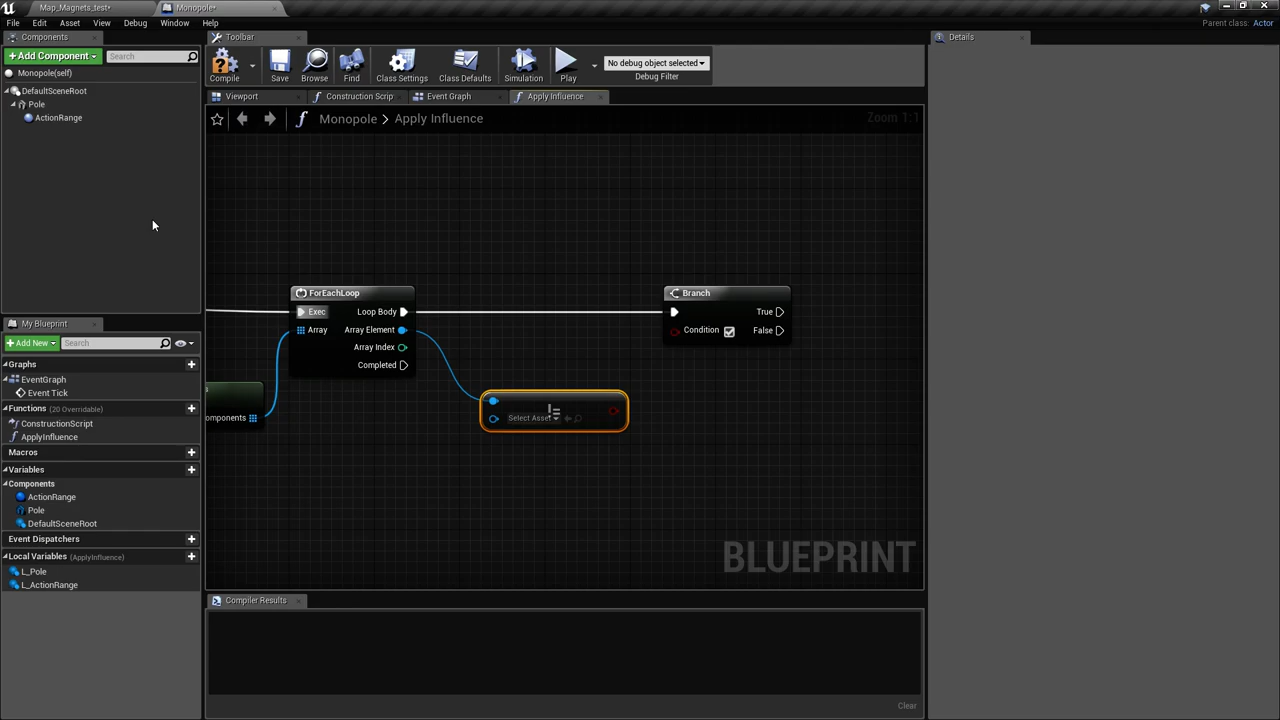 Map_Magnets_test*
Monopole*
File Edit Asset View Debug Window Help
Parent class: Actor
Components
Toolbar
Details
+Add Component
Search
Monopole(self)
DefaultSceneRoot
Pole
ActionRange
Compile
Save
Browse
Find
Class Settings
Class Defaults
Simulation
Play
No debug object selected
Debug Filter
Viewport
Construction Scrip
Event Graph
Apply Influence
Monopole > Apply Influence
Zoom 1:1
ForEachLoop
Exec
Loop Body
Array
Array Element
Array Index
Completed
omponents
!=
Select Asset
Branch
True
Condition
False
BLUEPRINT
My Blueprint
+Add New
Search
Graphs
EventGraph
Event Tick
Functions (20 Overridable)
ConstructionScript
ApplyInfluence
Macros
Variables
Components
ActionRange
Pole
DefaultSceneRoot
Event Dispatchers
Local Variables (ApplyInfluence)
L_Pole
L_ActionRange
Compiler Results
Clear